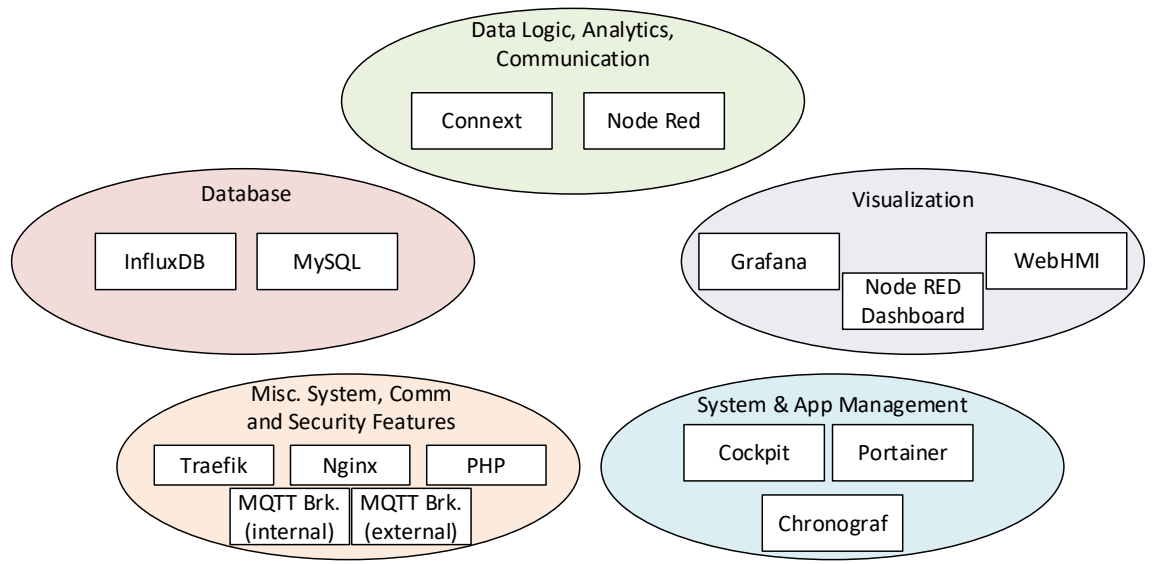 Data Logic, Analytics,
Communication
Connext
Node Red
Database
InfluxDB
MySQL
Visualization
Grafana
Node RED
Dashboard
WebHMI
Misc. System, Comm
and Security Features
Traefik
Nginx
PHP
MQTT Brk.
(internal)
MQTT Brk.
(external)
System & App Management
Cockpit
Portainer
Chronograf